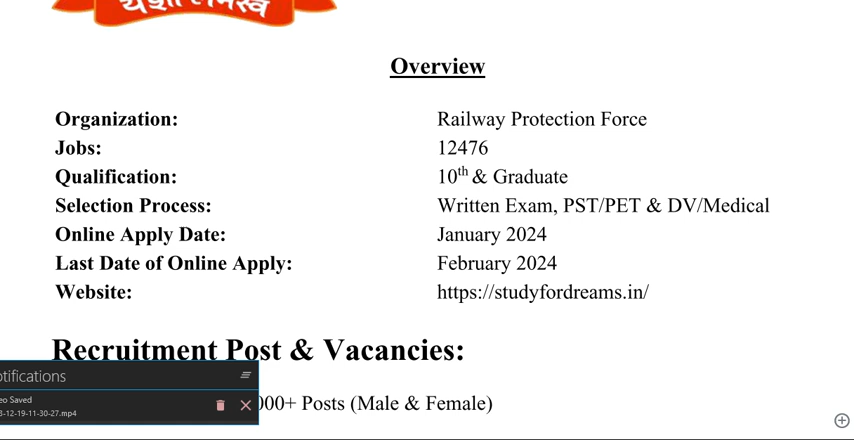 Overview
Organization: Railway Protection Force
Jobs: 12476
Qualification: 10th & Graduate
Selection Process: Written Exam, PST/PET & DV/Medical
Online Apply Date: January 2024
Last Date of Online Apply: February 2024
Website: https://studyfordreams.in/
Recruitment Post & Vacancies:
otifications
eo Saved
3-12-19-11-30-27.mp4
000+ Posts (Male & Female)